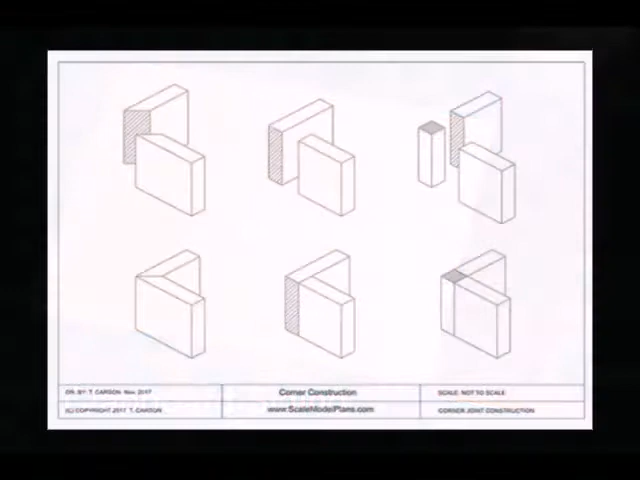 DR. BY: T. CARSON Nov. 2017
Corner Construction
SCALE: NOT TO SCALE
(C) COPYRIGHT 2017 T. CARSON
www.ScaleModelPlans.com
CORNER JOINT CONSTRUCTION